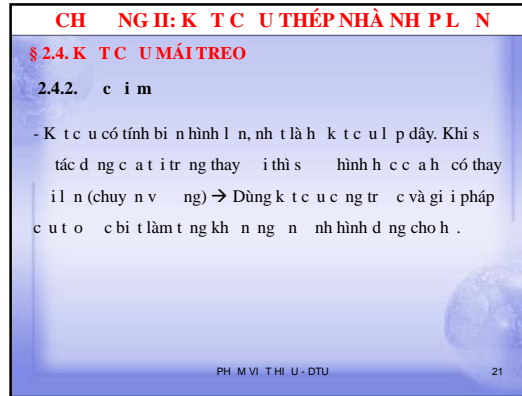 CH NG II: K T C U THÉP NHÀ NH P L N
§ 2.4. K T C U MÁI TREO
2.4.2. c i m
- K t c u có tính bi n hình l n, nh t là h k t c u l p dây. Khi s
tác d ng c a t i tr ng thay i thì s hình h c c a h có thay
i l n (chuy n v ng) → Dùng k t c u c ng tr c và gi i pháp
c u t o c bi t làm t ng kh n ng n nh hình d ng cho h .
PH M VI T HI U - DTU
21